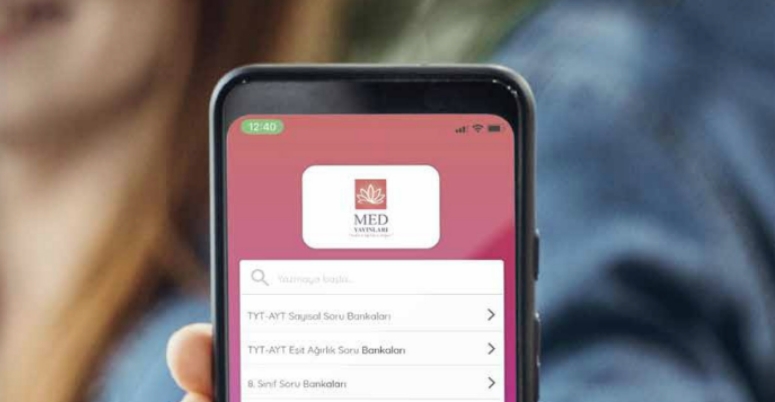 12:40
MED
YAYINLARI
Yazmaya başla...
TYT-AYT Sayısal Soru Bankaları
TYT-AYT Eşit Ağırlık Soru Bankaları
8. Sınıf Soru Bankaları